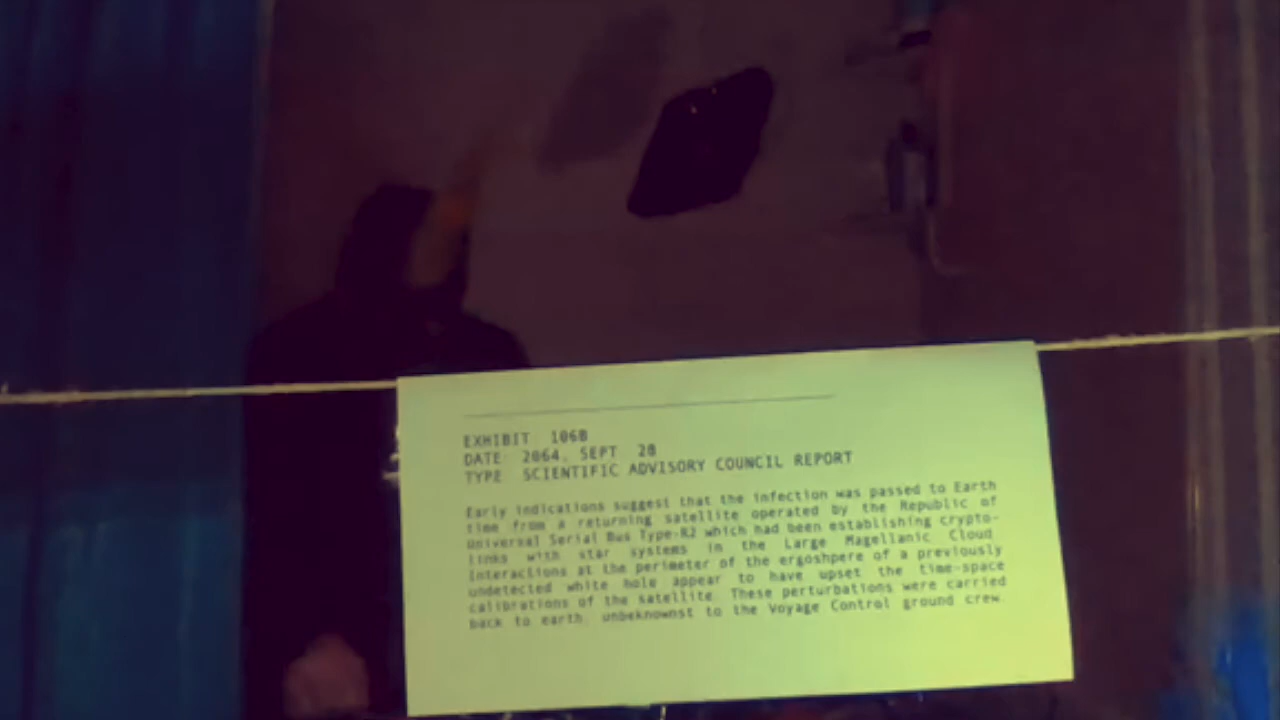 EXHIBIT 106B
DATE 2064. SEPT 28
TYPE SCIENTIFIC ADVISORY COUNCIL REPORT
Early indications suggest that the infection was passed to Earth
time from a returning satellite operated by the Republic of
Universal Serial Bus Type-R2 which had been establishing crypto-
links with star systems in the Large Magellanic Cloud
Interactions at the perimeter of the ergoshpere of a previously
undetected white hole appear to have upset the time-space
calibrations of the satellite. These perturbations were carried
back to earth, unbeknownst to the Voyage Control ground crew.